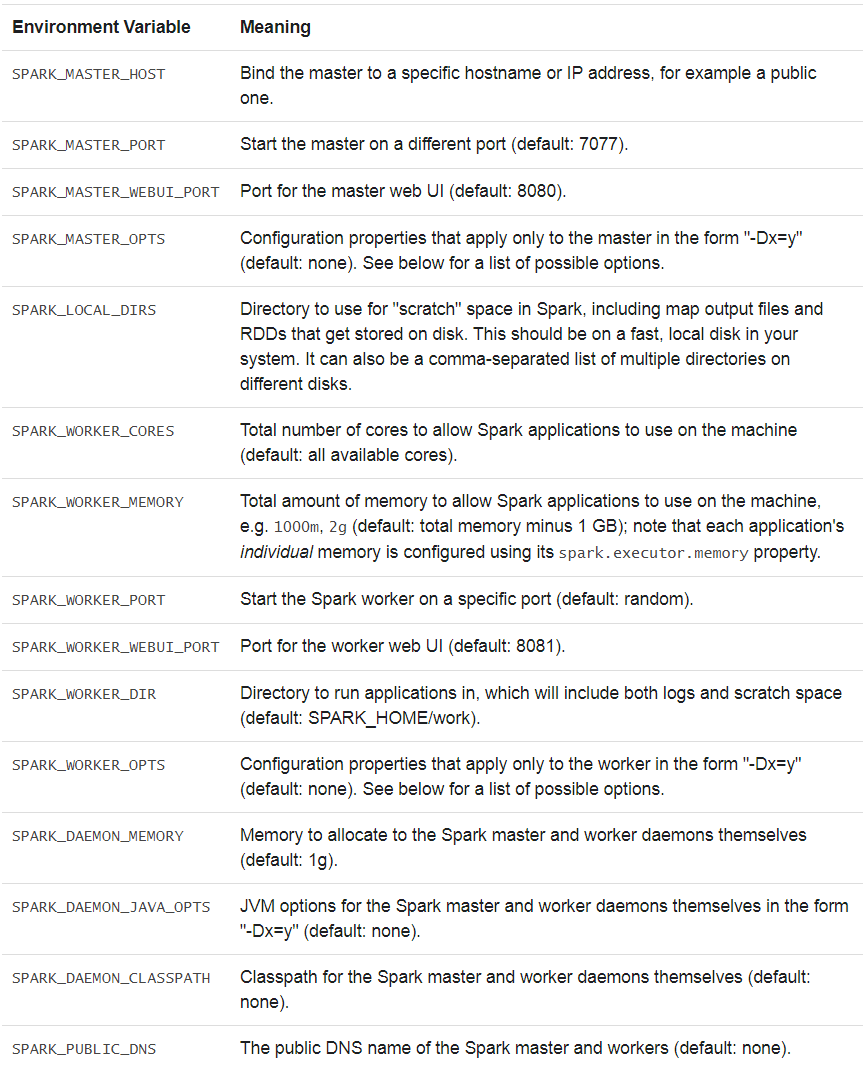 Environment Variable Meaning
SPARK_MASTER_HOST Bind the master to a specific hostname or IP address, for example a public
one.
SPARK_MASTER_PORT Start the master on a different port (default: 7077).
SPARK_MASTER_WEBUI_PORT Port for the master web UI (default: 8080).
SPARK_MASTER_OPTS Configuration properties that apply only to the master in the form "-Dx=y"
(default: none). See below for a list of possible options.
SPARK_LOCAL_DIRS Directory to use for "scratch" space in Spark, including map output files and
RDDs that get stored on disk. This should be on a fast, local disk in your
system. It can also be a comma-separated list of multiple directories on
different disks.
SPARK_WORKER_CORES Total number of cores to allow Spark applications to use on the machine
(default: all available cores).
SPARK_WORKER_MEMORY Total amount of memory to allow Spark applications to use on the machine,
e.g. 1000m, 2g (default: total memory minus 1 GB); note that each application's
individual memory is configured using its spark.executor.memory property.
SPARK_WORKER_PORT Start the Spark worker on a specific port (default: random).
SPARK_WORKER_WEBUI_PORT Port for the worker web UI (default: 8081).
SPARK_WORKER_DIR Directory to run applications in, which will include both logs and scratch space
(default: SPARK_HOME/work).
SPARK_WORKER_OPTS Configuration properties that apply only to the worker in the form "-Dx=y"
(default: none). See below for a list of possible options.
SPARK_DAEMON_MEMORY Memory to allocate to the Spark master and worker daemons themselves
(default: 1g).
SPARK_DAEMON_JAVA_OPTS JVM options for the Spark master and worker daemons themselves in the form
"-Dx=y" (default: none).
SPARK_DAEMON_CLASSPATH Classpath for the Spark master and worker daemons themselves (default:
none).
SPARK_PUBLIC_DNS The public DNS name of the Spark master and workers (default: none).